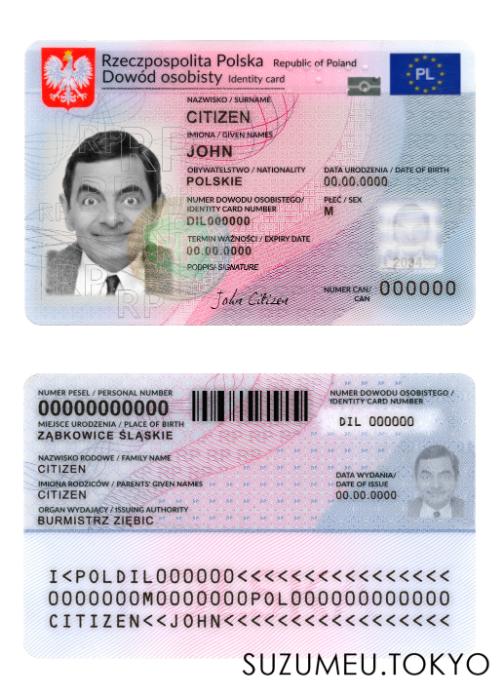 Rzeczpospolita Polska Republic of Poland
Dowód osobisty Identity card
PL
NAZWISKO / SURNAME
CITIZEN
IMIONA / GIVEN NAMES
JOHN
OBYWATELSTWO / NATIONALITY
POLSKIE
DATA URODZENIA / DATE OF BIRTH
00.00.0000
NUMER DOWODU OSOBISTEGO/
IDENTITY CARD NUMBER
DIL000000
PŁEĆ / SEX
M
TERMIN WAŻNOŚCI / EXPIRY DATE
00.00.0000
PODPIS/ SIGNATURE
John Citizen
NUMER CAN/
CAN
000000
NUMER PESEL / PERSONAL NUMBER
00000000000
MIEJSCE URODZENIA / PLACE OF BIRTH
ZĄBKOWICE ŚLĄSKIE
NUMER DOWODU OSOBISTEGO /
IDENTITY CARD NUMBER
DIL 000000
NAZWISKO RODOWE / FAMILY NAME
CITIZEN
IMIONA RODZICÓW / PARENTS' GIVEN NAMES
CITIZEN
DATA WYDANIA/
DATE OF ISSUE
00.00.0000
ORGAN WYDAJĄCY / ISSUING AUTHORITY
BURMISTRZ ZIĘBIC
I<POLDIL000000<<<<<<<<<<<<<<<<
0000000M0000000POL000000000000
CITIZEN<<JOHN<<<<<<<<<<<<<<<<<
SUZUMEU.TOKYO